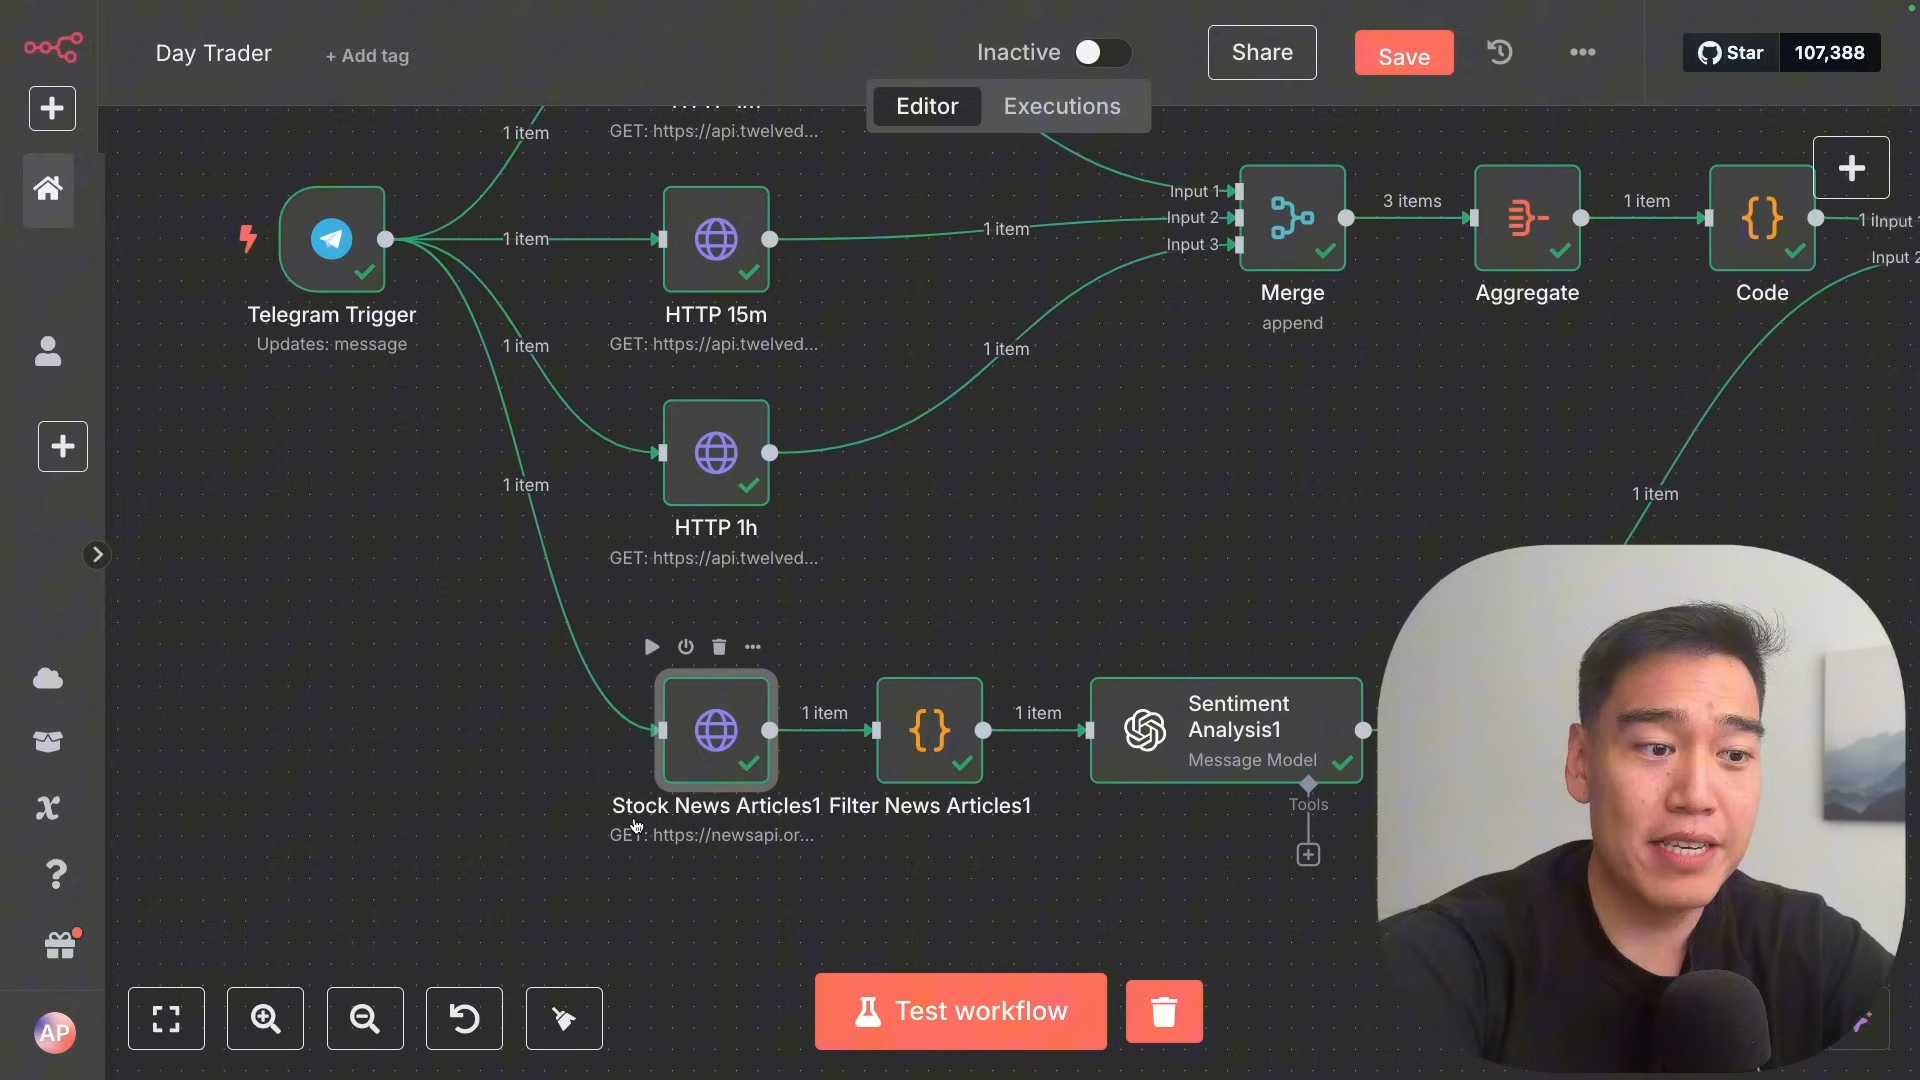 Day Trader
+ Add tag
Inactive
Share
Save
Star
107,388
Editor
Executions
1 item
GET: https://api.twelved...
Input 1
Input 2
Input 3
3 items
1 item
1 Input 1
Input 2
1 item
1 item
Telegram Trigger
Updates: message
HTTP 15m
GET: https://api.twelved...
Merge
append
Aggregate
Code
1 item
1 item
1 item
1 item
HTTP 1h
GET: https://api.twelved...
1 item
1 item
Sentiment
Analysis1
Message Model
Tools
Stock News Articles1
Filter News Articles1
GET: https://newsapi.or...
AP
Test workflow